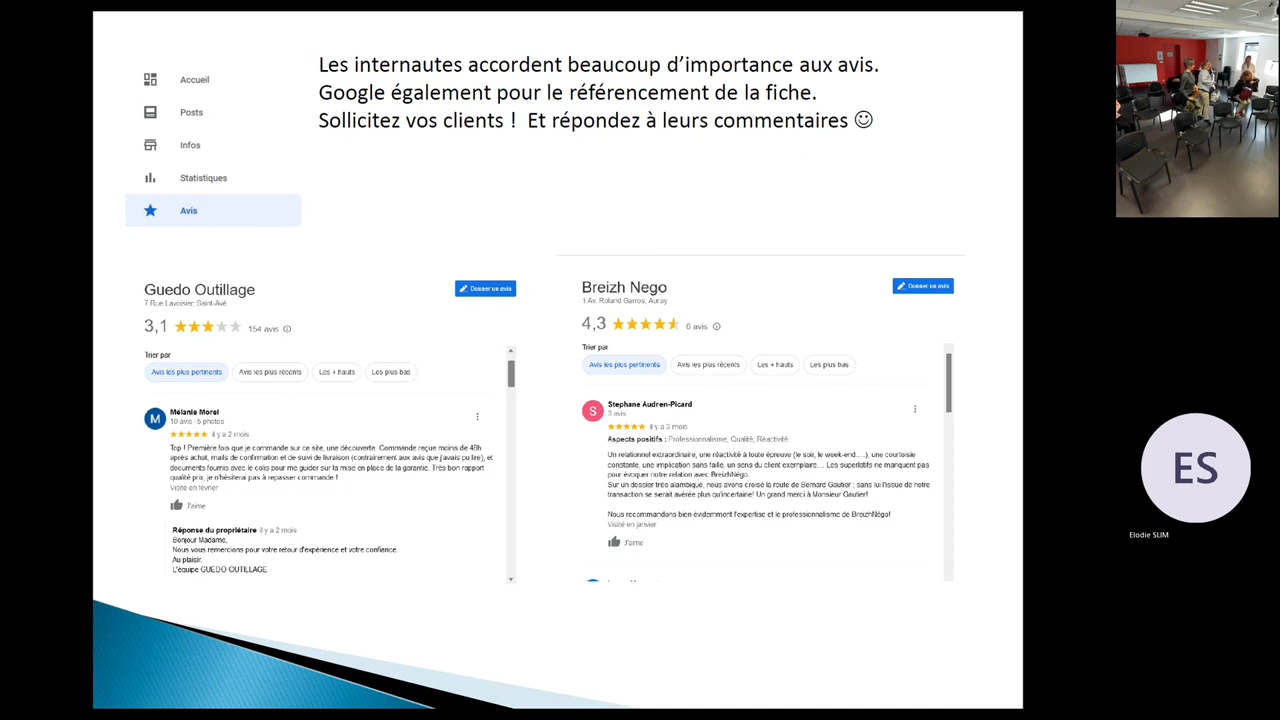 Les internautes accordent beaucoup d’importance aux avis.
Google également pour le référencement de la fiche.
Sollicitez vos clients ! Et répondez à leurs commentaires ☺
Accueil
Posts
Infos
Statistiques
Avis
Guedo Outillage
7 Rue Lavoisier, Saint-Avé
Donner un avis
3,1 154 avis
Trier par
Avis les plus pertinents Avis les plus récents Les + hauts Les plus bas
M
Mélanie Morel
10 avis · 5 photos
il y a 2 mois
Top ! Première fois que je commande sur ce site, une découverte. Commande reçue moins de 48h
après achat, mails de confirmation et de suivi de livraison (contrairement aux avis que j'avais pu lire), et
documents fournis avec le colis pour me guider sur la mise en place de la garantie. Très bon rapport
qualité prix, je n'hésiterai pas à repasser commande !
Visité en février
J'aime
Réponse du propriétaire il y a 2 mois
Bonjour Madame,
Nous vous remercions pour votre retour d'expérience et votre confiance.
Au plaisir.
L'équipe GUEDO OUTILLAGE
Breizh Nego
1 Av. Roland Garros, Auray
Donner un avis
4,3 6 avis
Trier par
Avis les plus pertinents Avis les plus récents Les + hauts Les plus bas
S
Stephane Audren-Picard
3 avis
il y a 3 mois
Aspects positifs : Professionnalisme, Qualité, Réactivité
Un relationnel extraordinaire, une réactivité à toute épreuve (le soir, le week-end.....), une courtoisie
constante, une implication sans faille, un sens du client exemplaire.... Les superlatifs ne manquent pas
pour évoquer notre relation avec BreizhNégo.
Sur un dossier très alambiqué, nous avons croisé la route de Bernard Gautier ; sans lui l'issue de notre
transaction se serait avérée plus qu'incertaine! Un grand merci à Monsieur Gautier!
Nous recommandons bien évidemment l'expertise et le professionnalisme de BreizhNégo!
Visité en janvier
J'aime
ES
Elodie SLIM